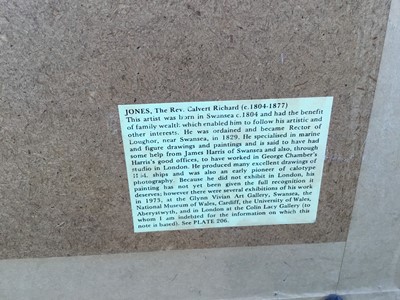 JONES, The Rev. Calvert Richard (c.1804-1877)
This artist was born in Swansea c.1804 and had the benefit
of family wealth which enabled him to follow his artistic and
other interests. He was ordained and became Rector of
Loughor, near Swansea, in 1829. He specialised in marine
and figure drawings and paintings and is said to have had
some help from James Harris of Swansea and also, through
Harris's good offices, to have worked in George Chamber's
studio in London. He produced many excellent drawings of
ships and was also an early pioneer of calotype
photography. Because he did not exhibit in London, his
painting has not yet been given the full recognition it
deserves; however there were several exhibitions of his work
in 1973, at the Glynn Vivian Art Gallery, Swansea, the
National Museum of Wales, Cardiff, the University of Wales,
Aberystwyth, and in London at the Colin Lacy Gallery (to
whom I am indebted for the information on which this
note is based). See PLATE 206.